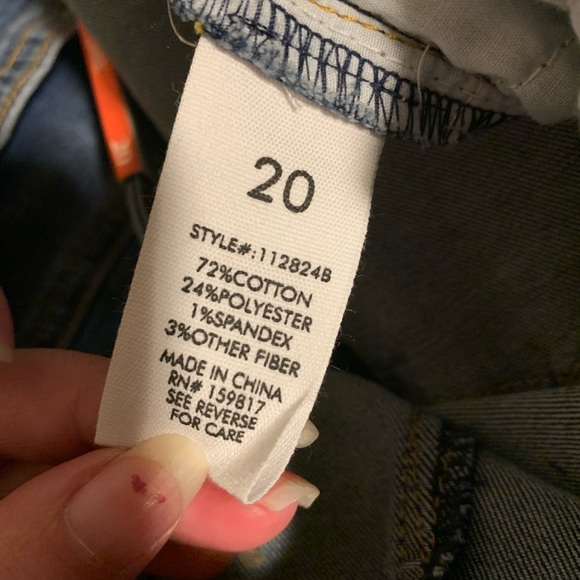 20
STYLE#:112824B
72%COTTON
24%POLYESTER
1%SPANDEX
3%OTHER FIBER
MADE IN CHINA
RN# 159817
SEE REVERSE
FOR CARE